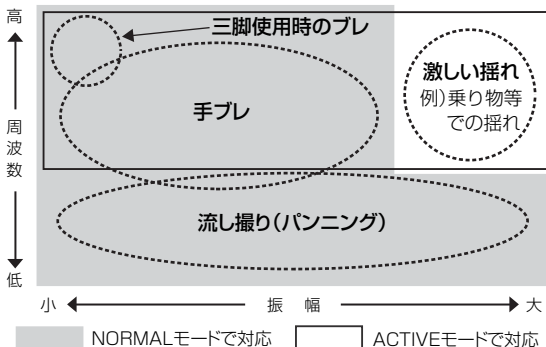 高
三脚使用時のブレ
激しい揺れ
例)乗り物等
での揺れ
手ブレ
周波数
流し撮り(パンニング)
低
小
振 幅
大
NORMALモードで対応
ACTIVEモードで対応